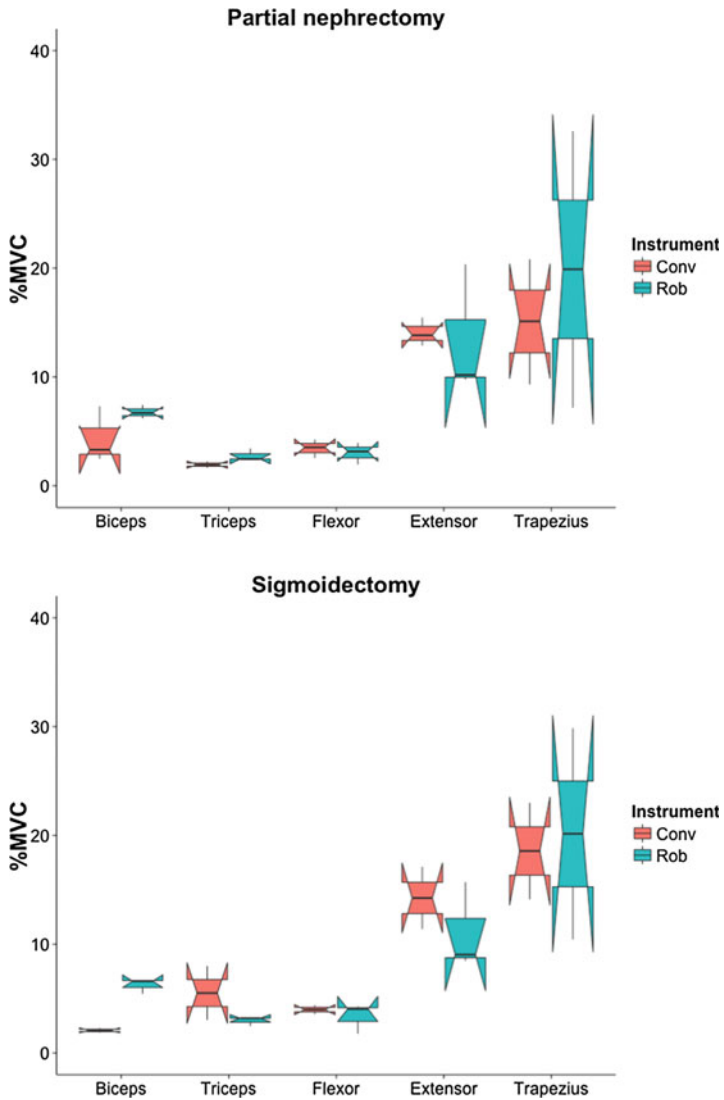 Partial nephrectomy
40
30
20
10
0
%MVC
Biceps Triceps Flexor Extensor Trapezius
Instrument
Conv
Rob
Sigmoidectomy
40
30
20
10
0
%MVC
Biceps Triceps Flexor Extensor Trapezius
Instrument
Conv
Rob